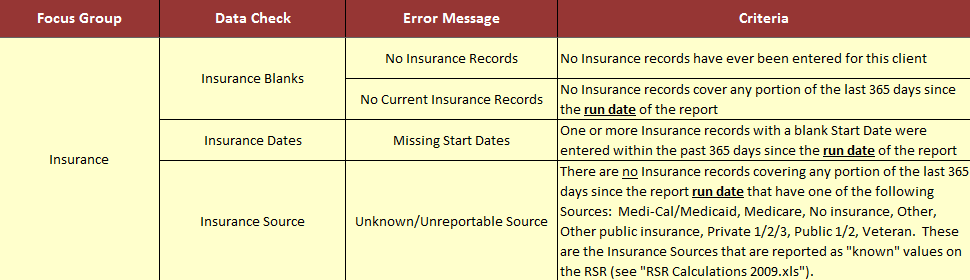 Focus Group Data Check Error Message Criteria
Insurance
Insurance Blanks
No Insurance Records
No Insurance records have ever been entered for this client
No Current Insurance Records
No Insurance records cover any portion of the last 365 days since
the run date of the report
Insurance Dates
Missing Start Dates
One or more Insurance records with a blank Start Date were
entered within the past 365 days since the run date of the report
Insurance Source
Unknown/Unreportable Source
There are no Insurance records covering any portion of the last 365
days since the report run date that have one of the following
Sources:  Medi-Cal/Medicaid, Medicare, No insurance, Other,
Other public insurance, Private 1/2/3, Public 1/2, Veteran.  These
are the Insurance Sources that are reported as "known" values on
the RSR (see "RSR Calculations 2009.xls").